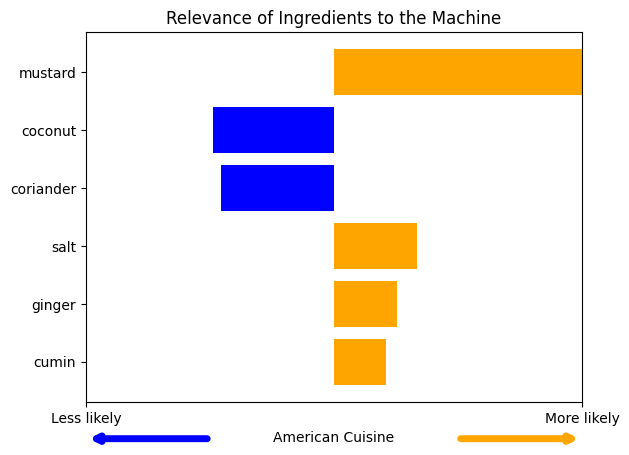 Relevance of Ingredients to the Machine
mustard
coconut
coriander
salt
ginger
cumin
Less likely
More likely
American Cuisine